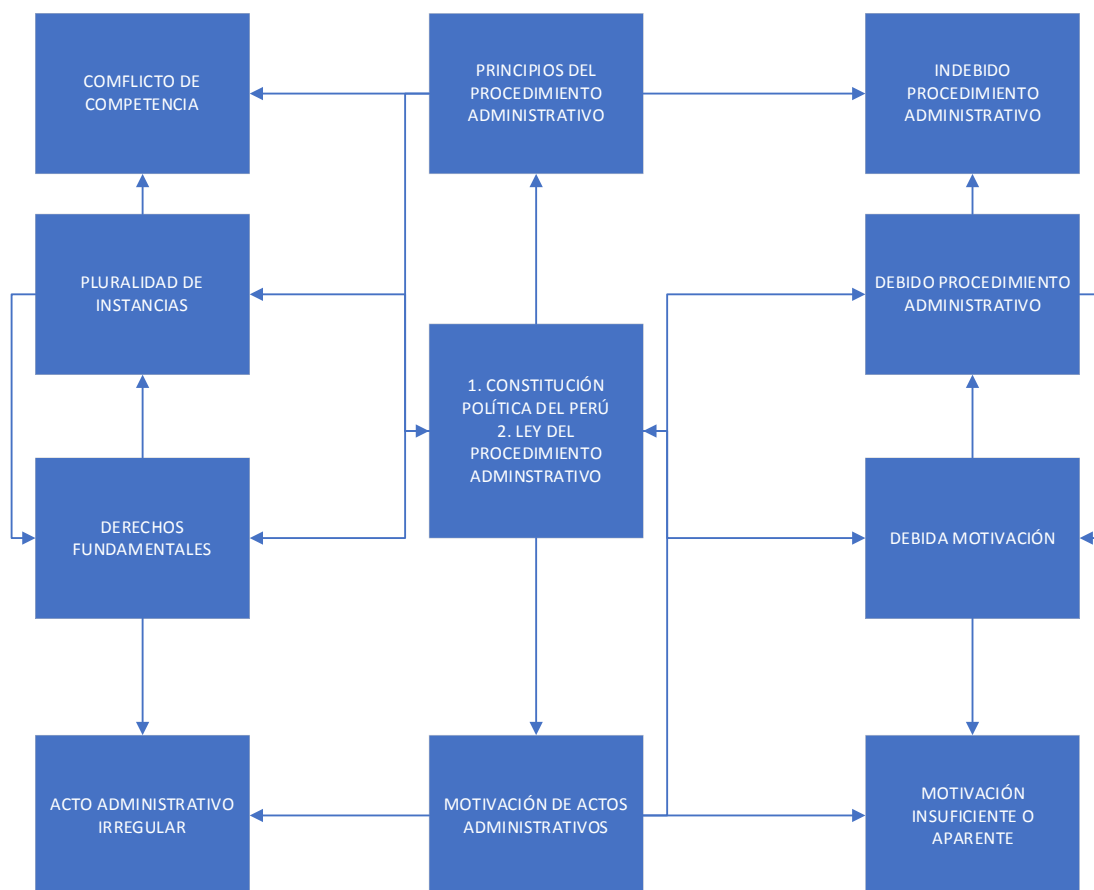 COMFLICTO DE
COMPETENCIA
PRINCIPIOS DEL
PROCEDIMIENTO
ADMINISTRATIVO
INDEBIDO
PROCEDIMIENTO
ADMINISTRATIVO
PLURALIDAD DE
INSTANCIAS
DEBIDO PROCEDIMIENTO
ADMINISTRATIVO
1. CONSTITUCIÓN
POLÍTICA DEL PERÚ
2. LEY DEL
PROCEDIMIENTO
ADMINSTRATIVO
DERECHOS
FUNDAMENTALES
DEBIDA MOTIVACIÓN
ACTO ADMINISTRATIVO
IRREGULAR
MOTIVACIÓN DE ACTOS
ADMINISTRATIVOS
MOTIVACIÓN
INSUFICIENTE O
APARENTE